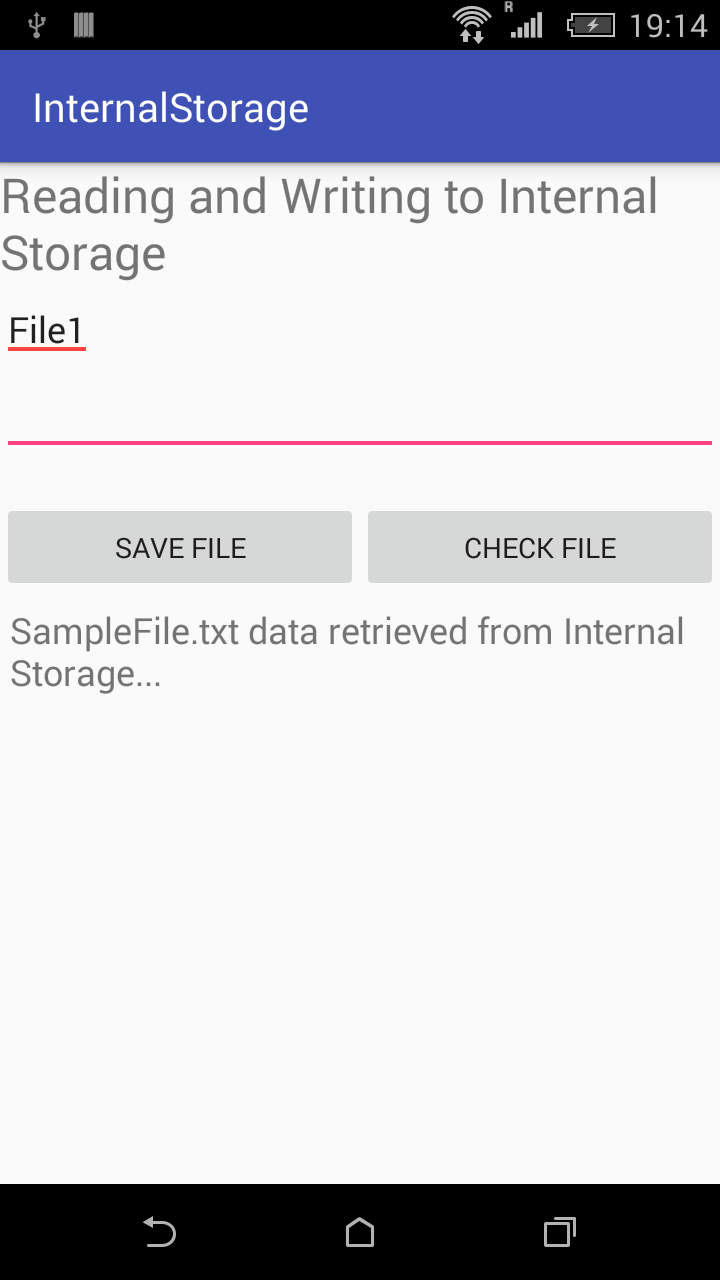 R
19:14
InternalStorage
Reading and Writing to Internal
Storage
File1
SAVE FILE
CHECK FILE
SampleFile.txt data retrieved from Internal
Storage...